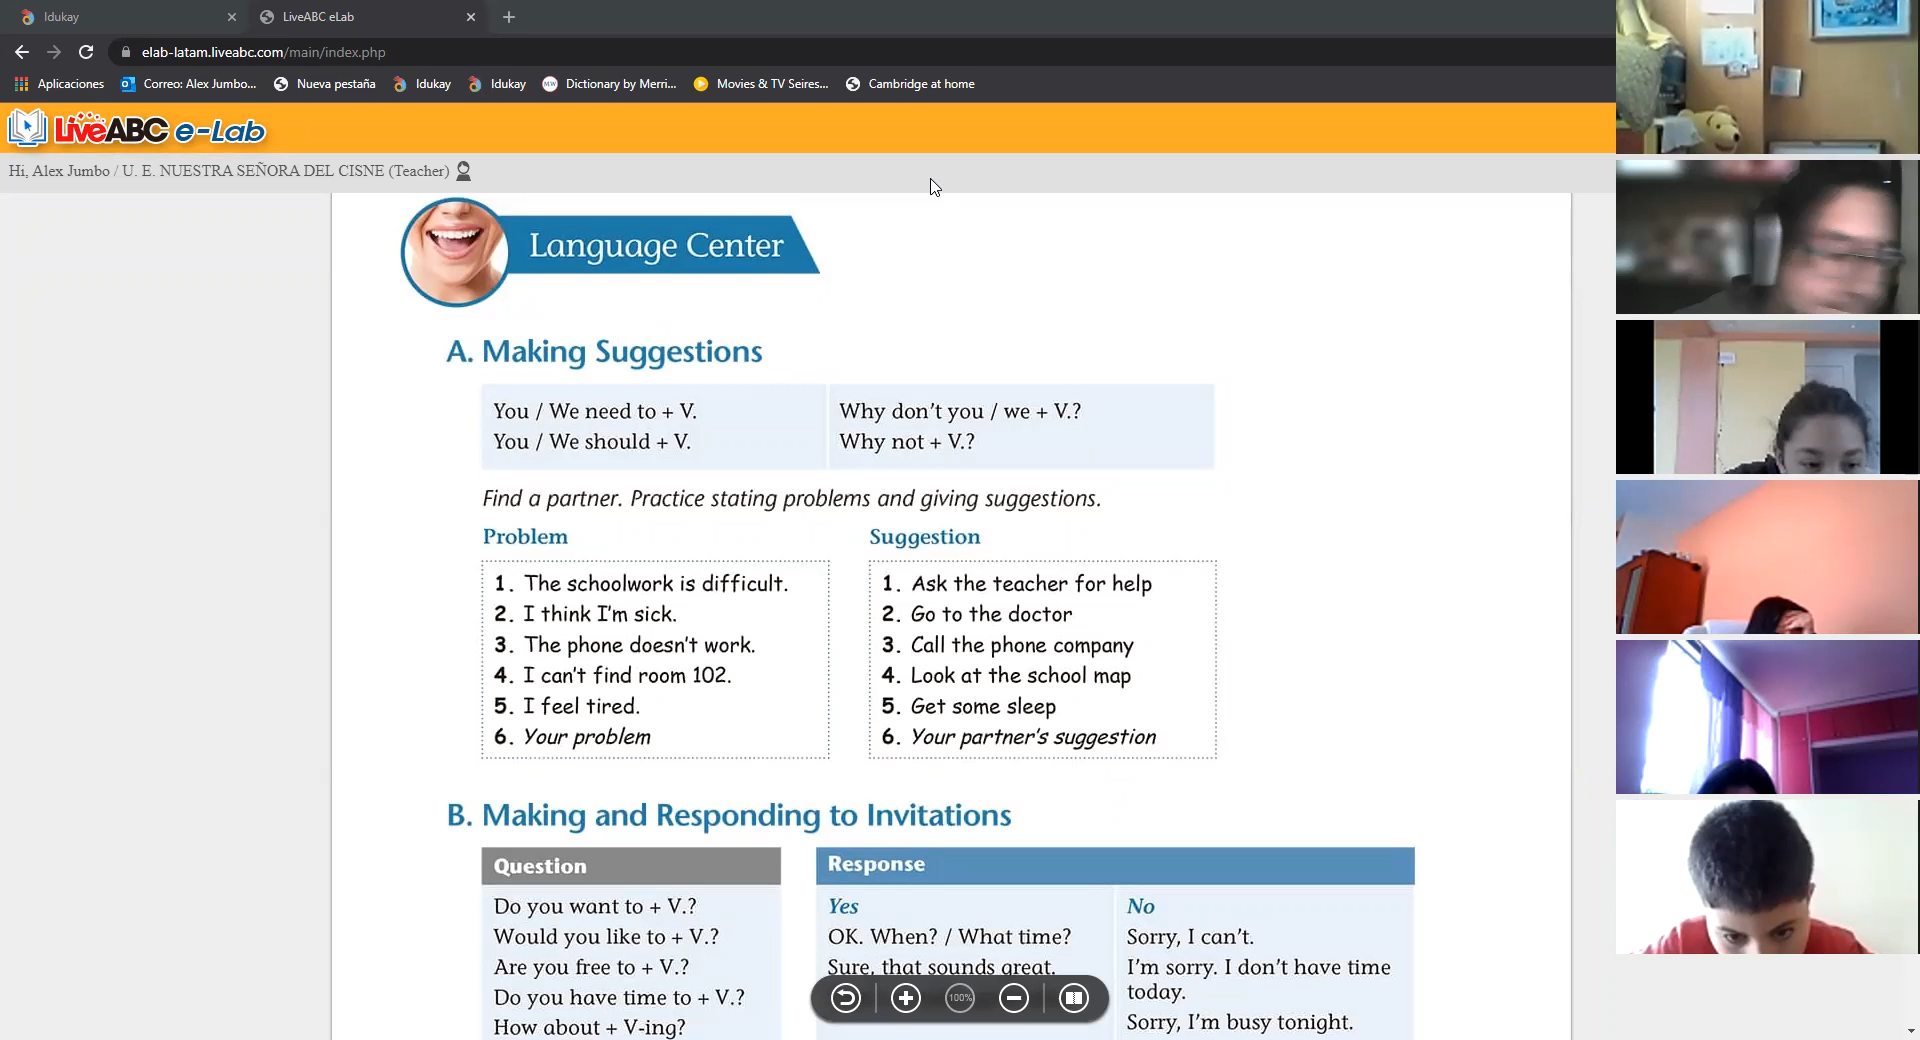 Idukay
LiveABC eLab
elab-latam.liveabc.com/main/index.php
Aplicaciones
Correo: Alex Jumbo...
Nueva pestaña
Idukay
Idukay
Dictionary by Merri...
Movies & TV Seires...
Cambridge at home
LiveABC e-Lab
Hi, Alex Jumbo / U. E. NUESTRA SEÑORA DEL CISNE (Teacher)
Language Center
A. Making Suggestions
You / We need to + V.
You / We should + V.
Why don't you / we + V.?
Why not + V.?
Find a partner. Practice stating problems and giving suggestions.
Problem
1. The schoolwork is difficult.
2. I think I'm sick.
3. The phone doesn't work.
4. I can't find room 102.
5. I feel tired.
6. Your problem
Suggestion
1. Ask the teacher for help
2. Go to the doctor
3. Call the phone company
4. Look at the school map
5. Get some sleep
6. Your partner's suggestion
B. Making and Responding to Invitations
Question
Do you want to + V.?
Would you like to + V.?
Are you free to + V.?
Do you have time to + V.?
How about + V-ing?
Response
Yes
OK. When? / What time?
Sure, that sounds great.
No
Sorry, I can't.
I'm sorry. I don't have time
today.
Sorry, I'm busy tonight.
100%